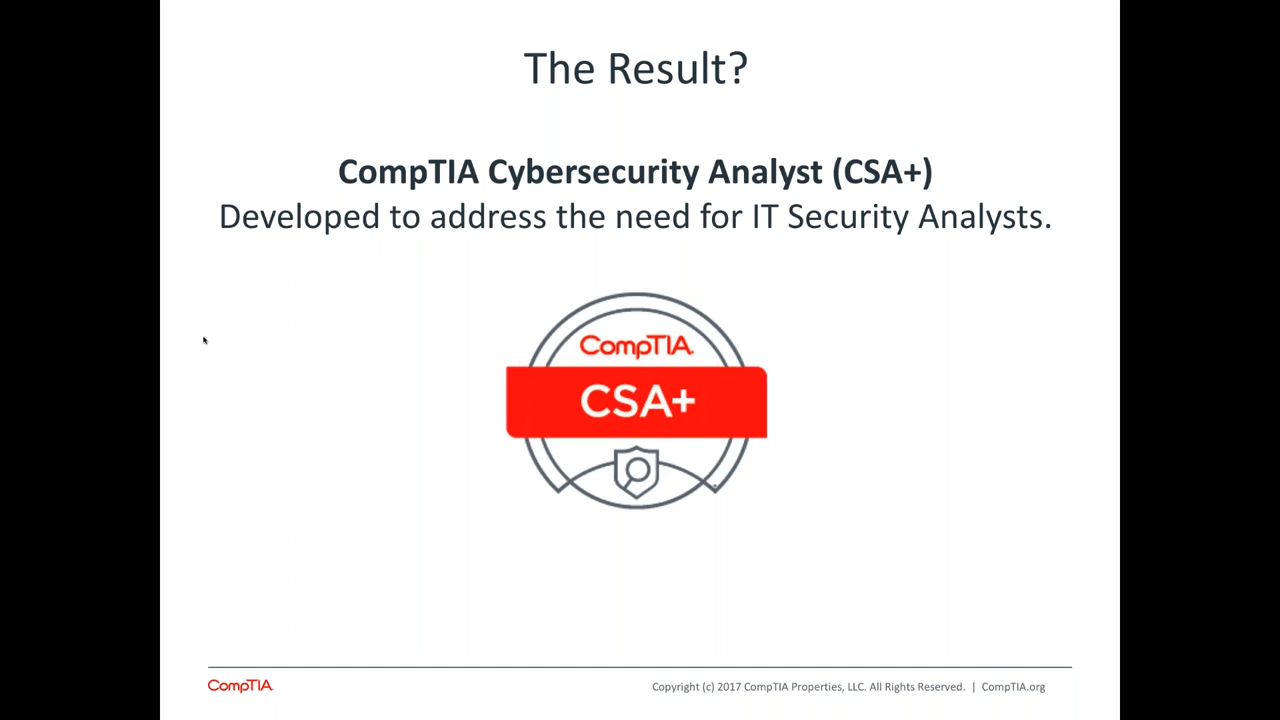 The Result?
CompTIA Cybersecurity Analyst (CSA+)
Developed to address the need for IT Security Analysts.
CompTIA.
CSA+
CompTIA.
Copyright (c) 2017 CompTIA Properties, LLC. All Rights Reserved. | CompTIA.org